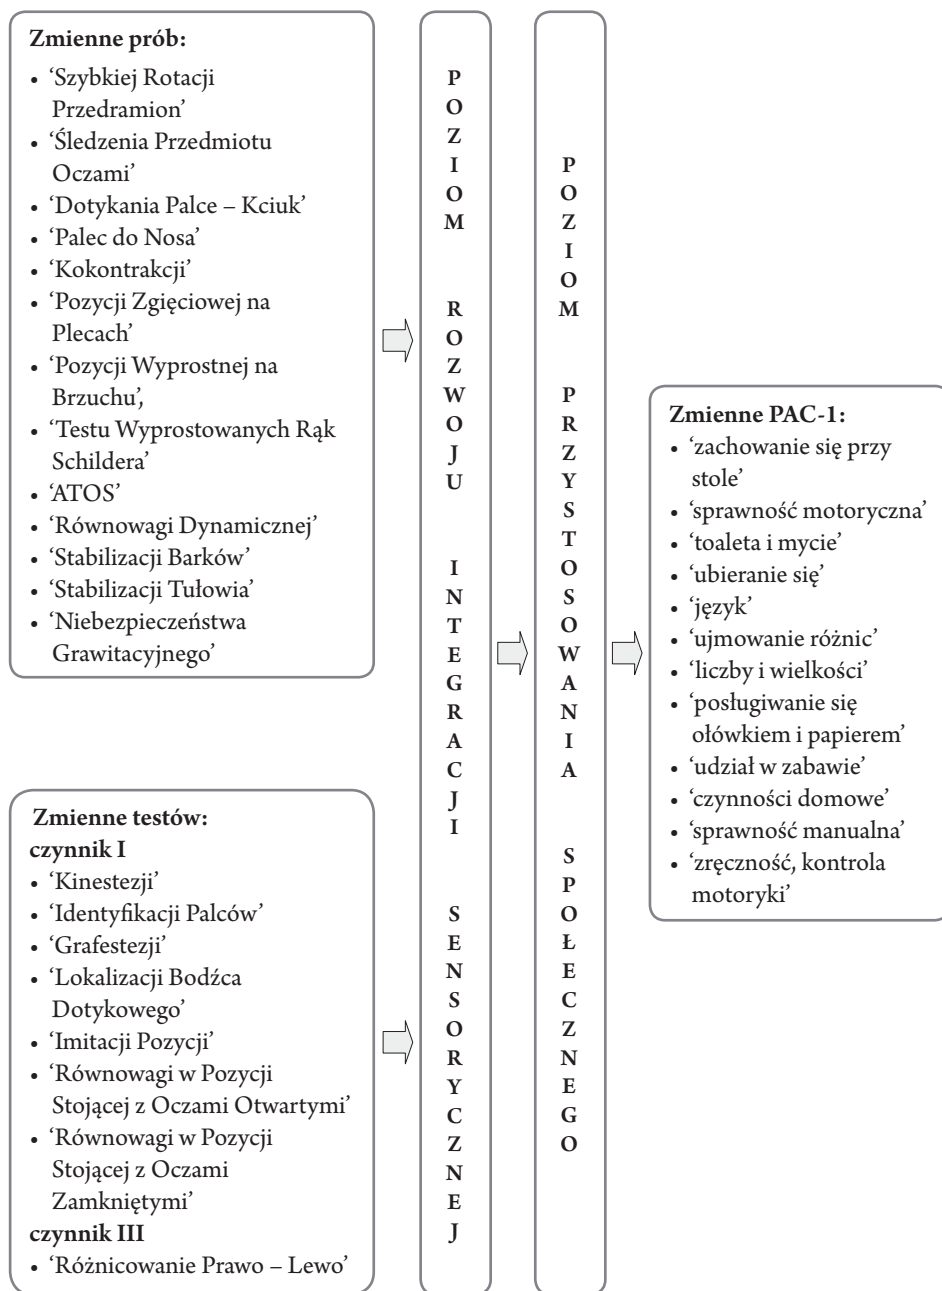 Zmienne prób:
• ‘Szybkiej Rotacji
Przedramion’
• ‘Śledzenia Przedmiotu
Oczami’
• ‘Dotykania Palce – Kciuk’
• ‘Palec do Nosa’
• ‘Kokontrakcji’
• ‘Pozycji Zgięciowej na
Plecach’
• ‘Pozycji Wyprostnej na
Brzuchu’,
• ‘Testu Wyprostowanych Rąk
Schildera’
• ‘ATOS’
• ‘Równowagi Dynamicznej’
• ‘Stabilizacji Barków’
• ‘Stabilizacji Tułowia’
• ‘Niebezpieczeństwa
Grawitacyjnego’
Zmienne testów:
czynnik I
• ‘Kinestezji’
• ‘Identyfikacji Palców’
• ‘Grafestezji’
• ‘Lokalizacji Bodźca
Dotykowego’
• ‘Imitacji Pozycji’
• ‘Równowagi w Pozycji
Stojącej z Oczami Otwartymi’
• ‘Równowagi w Pozycji
Stojącej z Oczami
Zamkniętymi’
czynnik III
• ‘Różnicowanie Prawo – Lewo’
POZIOM ROZWOJU INTEGRACJI SENSORYCZNEJ
POZIOM PRZYSTOSOWANIA SPOŁECZNEGO
Zmienne PAC-1:
• ‘zachowanie się przy
stole’
• ‘sprawność motoryczna’
• ‘toaleta i mycie’
• ‘ubieranie się’
• ‘język’
• ‘ujmowanie różnic’
• ‘liczby i wielkości’
• ‘posługiwanie się
ołówkiem i papierem’
• ‘udział w zabawie’
• ‘czynności domowe’
• ‘sprawność manualna’
• ‘zręczność, kontrola
motoryki’